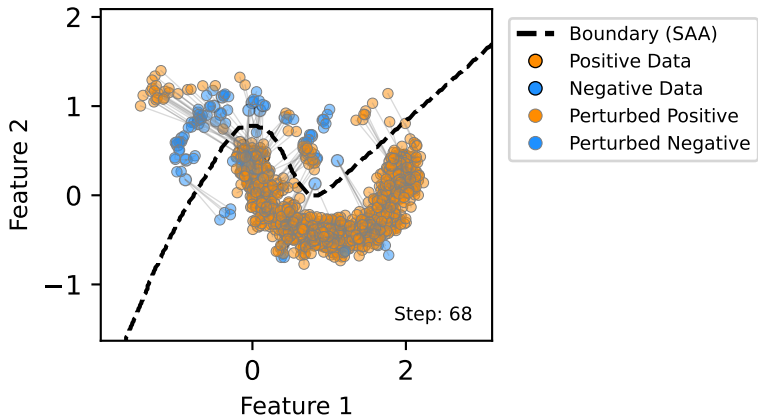 2
1
0
−1
Feature 2
0
2
Feature 1
Step: 68
Boundary (SAA)
Positive Data
Negative Data
Perturbed Positive
Perturbed Negative